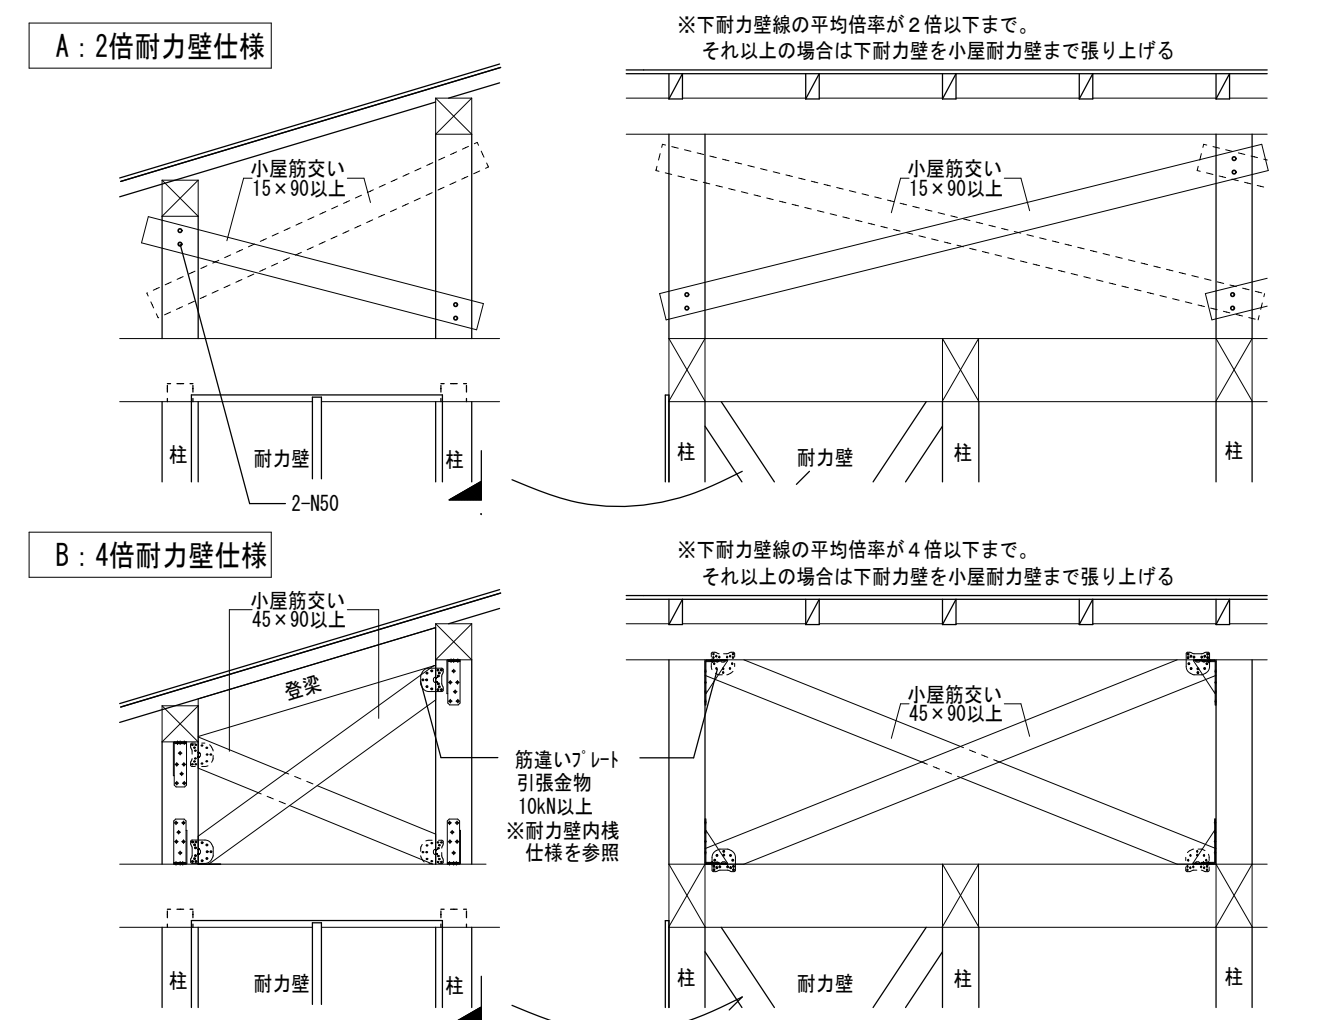 A：2倍耐力壁仕様
※下耐力壁線の平均倍率が２倍以下まで。
それ以上の場合は下耐力壁を小屋耐力壁まで張り上げる
小屋筋交い
15×90以上
小屋筋交い
15×90以上
柱
耐力壁
柱
2-N50
柱
耐力壁
柱
柱
B：4倍耐力壁仕様
※下耐力壁線の平均倍率が４倍以下まで。
それ以上の場合は下耐力壁を小屋耐力壁まで張り上げる
小屋筋交い
45×90以上
登梁
小屋筋交い
45×90以上
筋違いﾌﾟﾚｰﾄ
引張金物
10kN以上
※耐力壁内桟
仕様を参照
柱
耐力壁
柱
柱
耐力壁
柱
柱